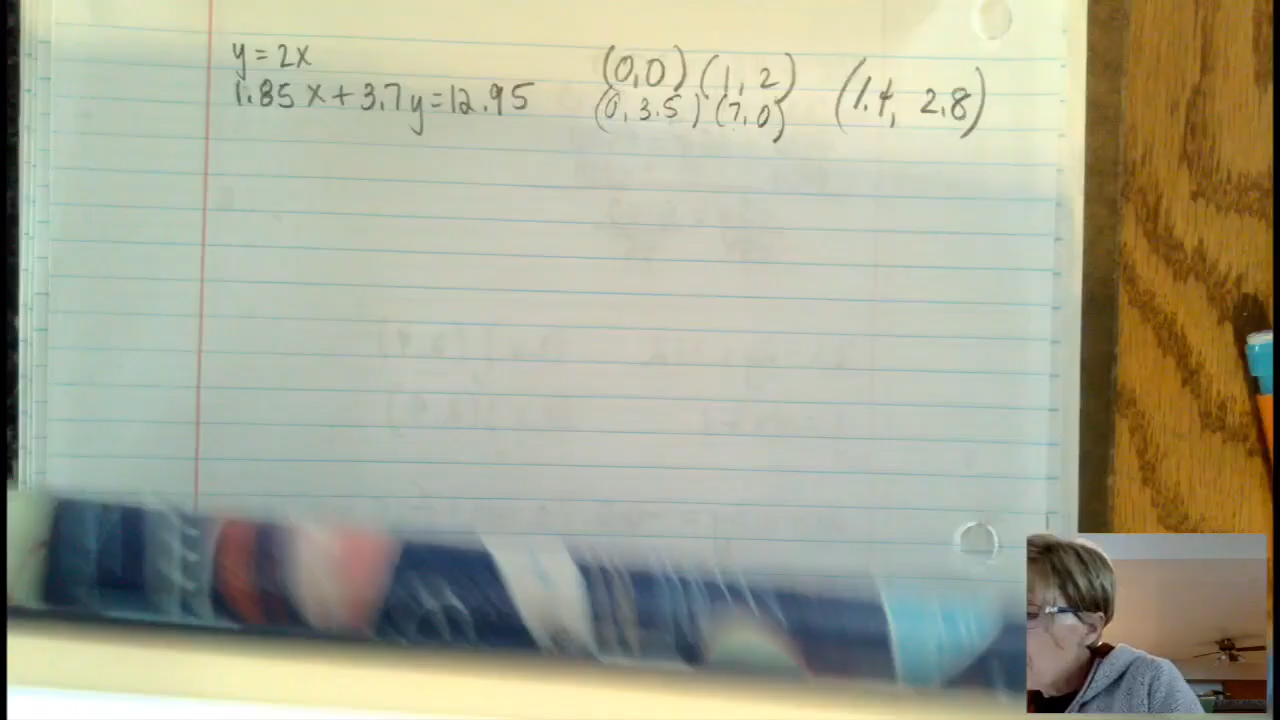 y = 2x (0,0) (1, 2) (1.4, 2.8)
1.85 x + 3.7y = 12.95 (0, 3.5) (7,0)